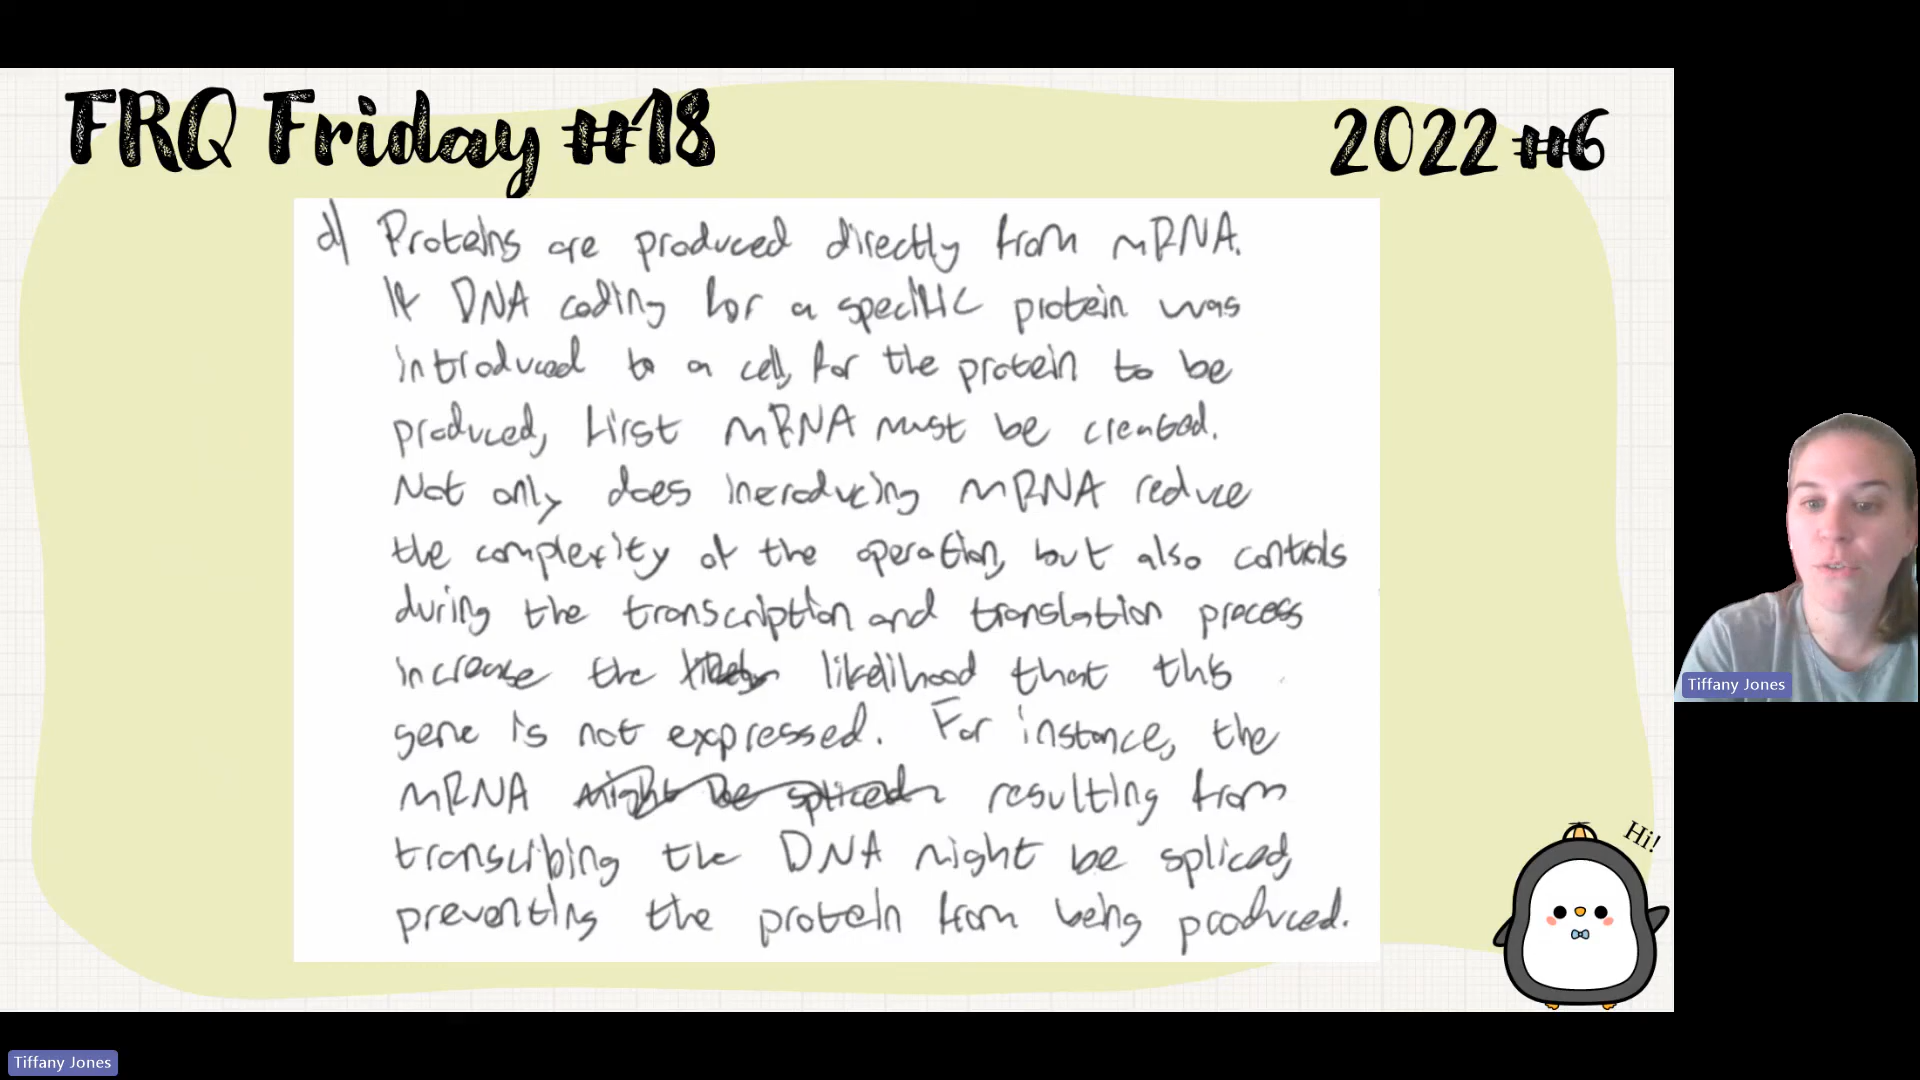 FRQ Friday #18
2022 #6
d) Proteins are produced directly from mRNA.
If DNA coding for a specific protein was
introduced to a cell, for the protein to be
produced, first mRNA must be created.
Not only does introducing mRNA reduce
the complexity of the operation, but also controls
during the transcription and translation process
increase the likelihood that this
gene is not expressed. For instance, the
mRNA might be spliced resulting from
transcribing the DNA might be spliced,
preventing the protein from being produced.
Hi!
Tiffany Jones
Tiffany Jones